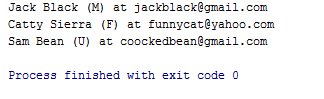 Jack Black (M) at jackblack@gmail.com
Catty Sierra (F) at funnycat@yahoo.com
Sam Bean (U) at coockedbean@gmail.com
Process finished with exit code 0